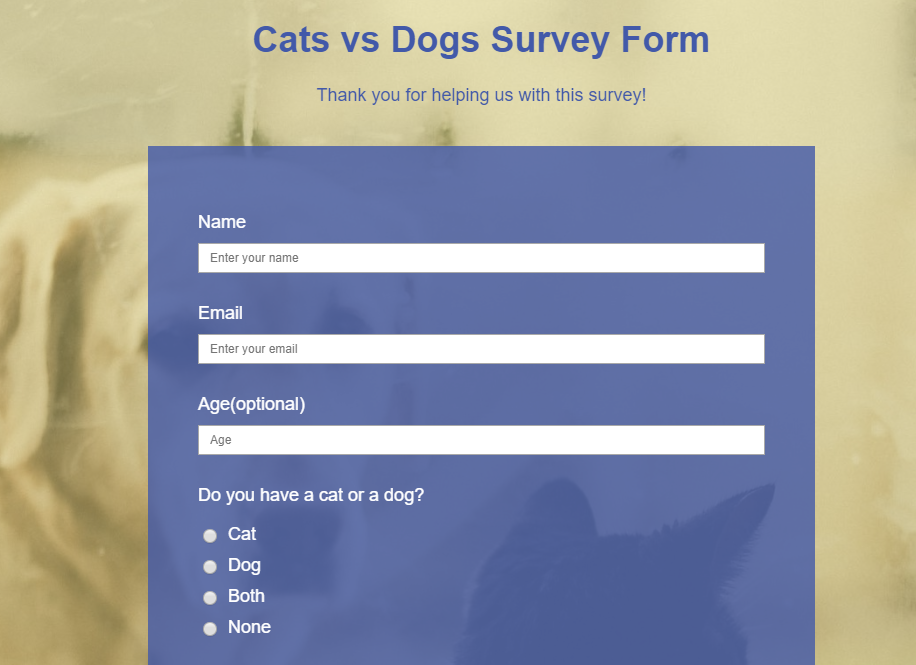 Cats vs Dogs Survey Form
Thank you for helping us with this survey!
Name
Enter your name
Email
Enter your email
Age(optional)
Age
Do you have a cat or a dog?
Cat
Dog
Both
None